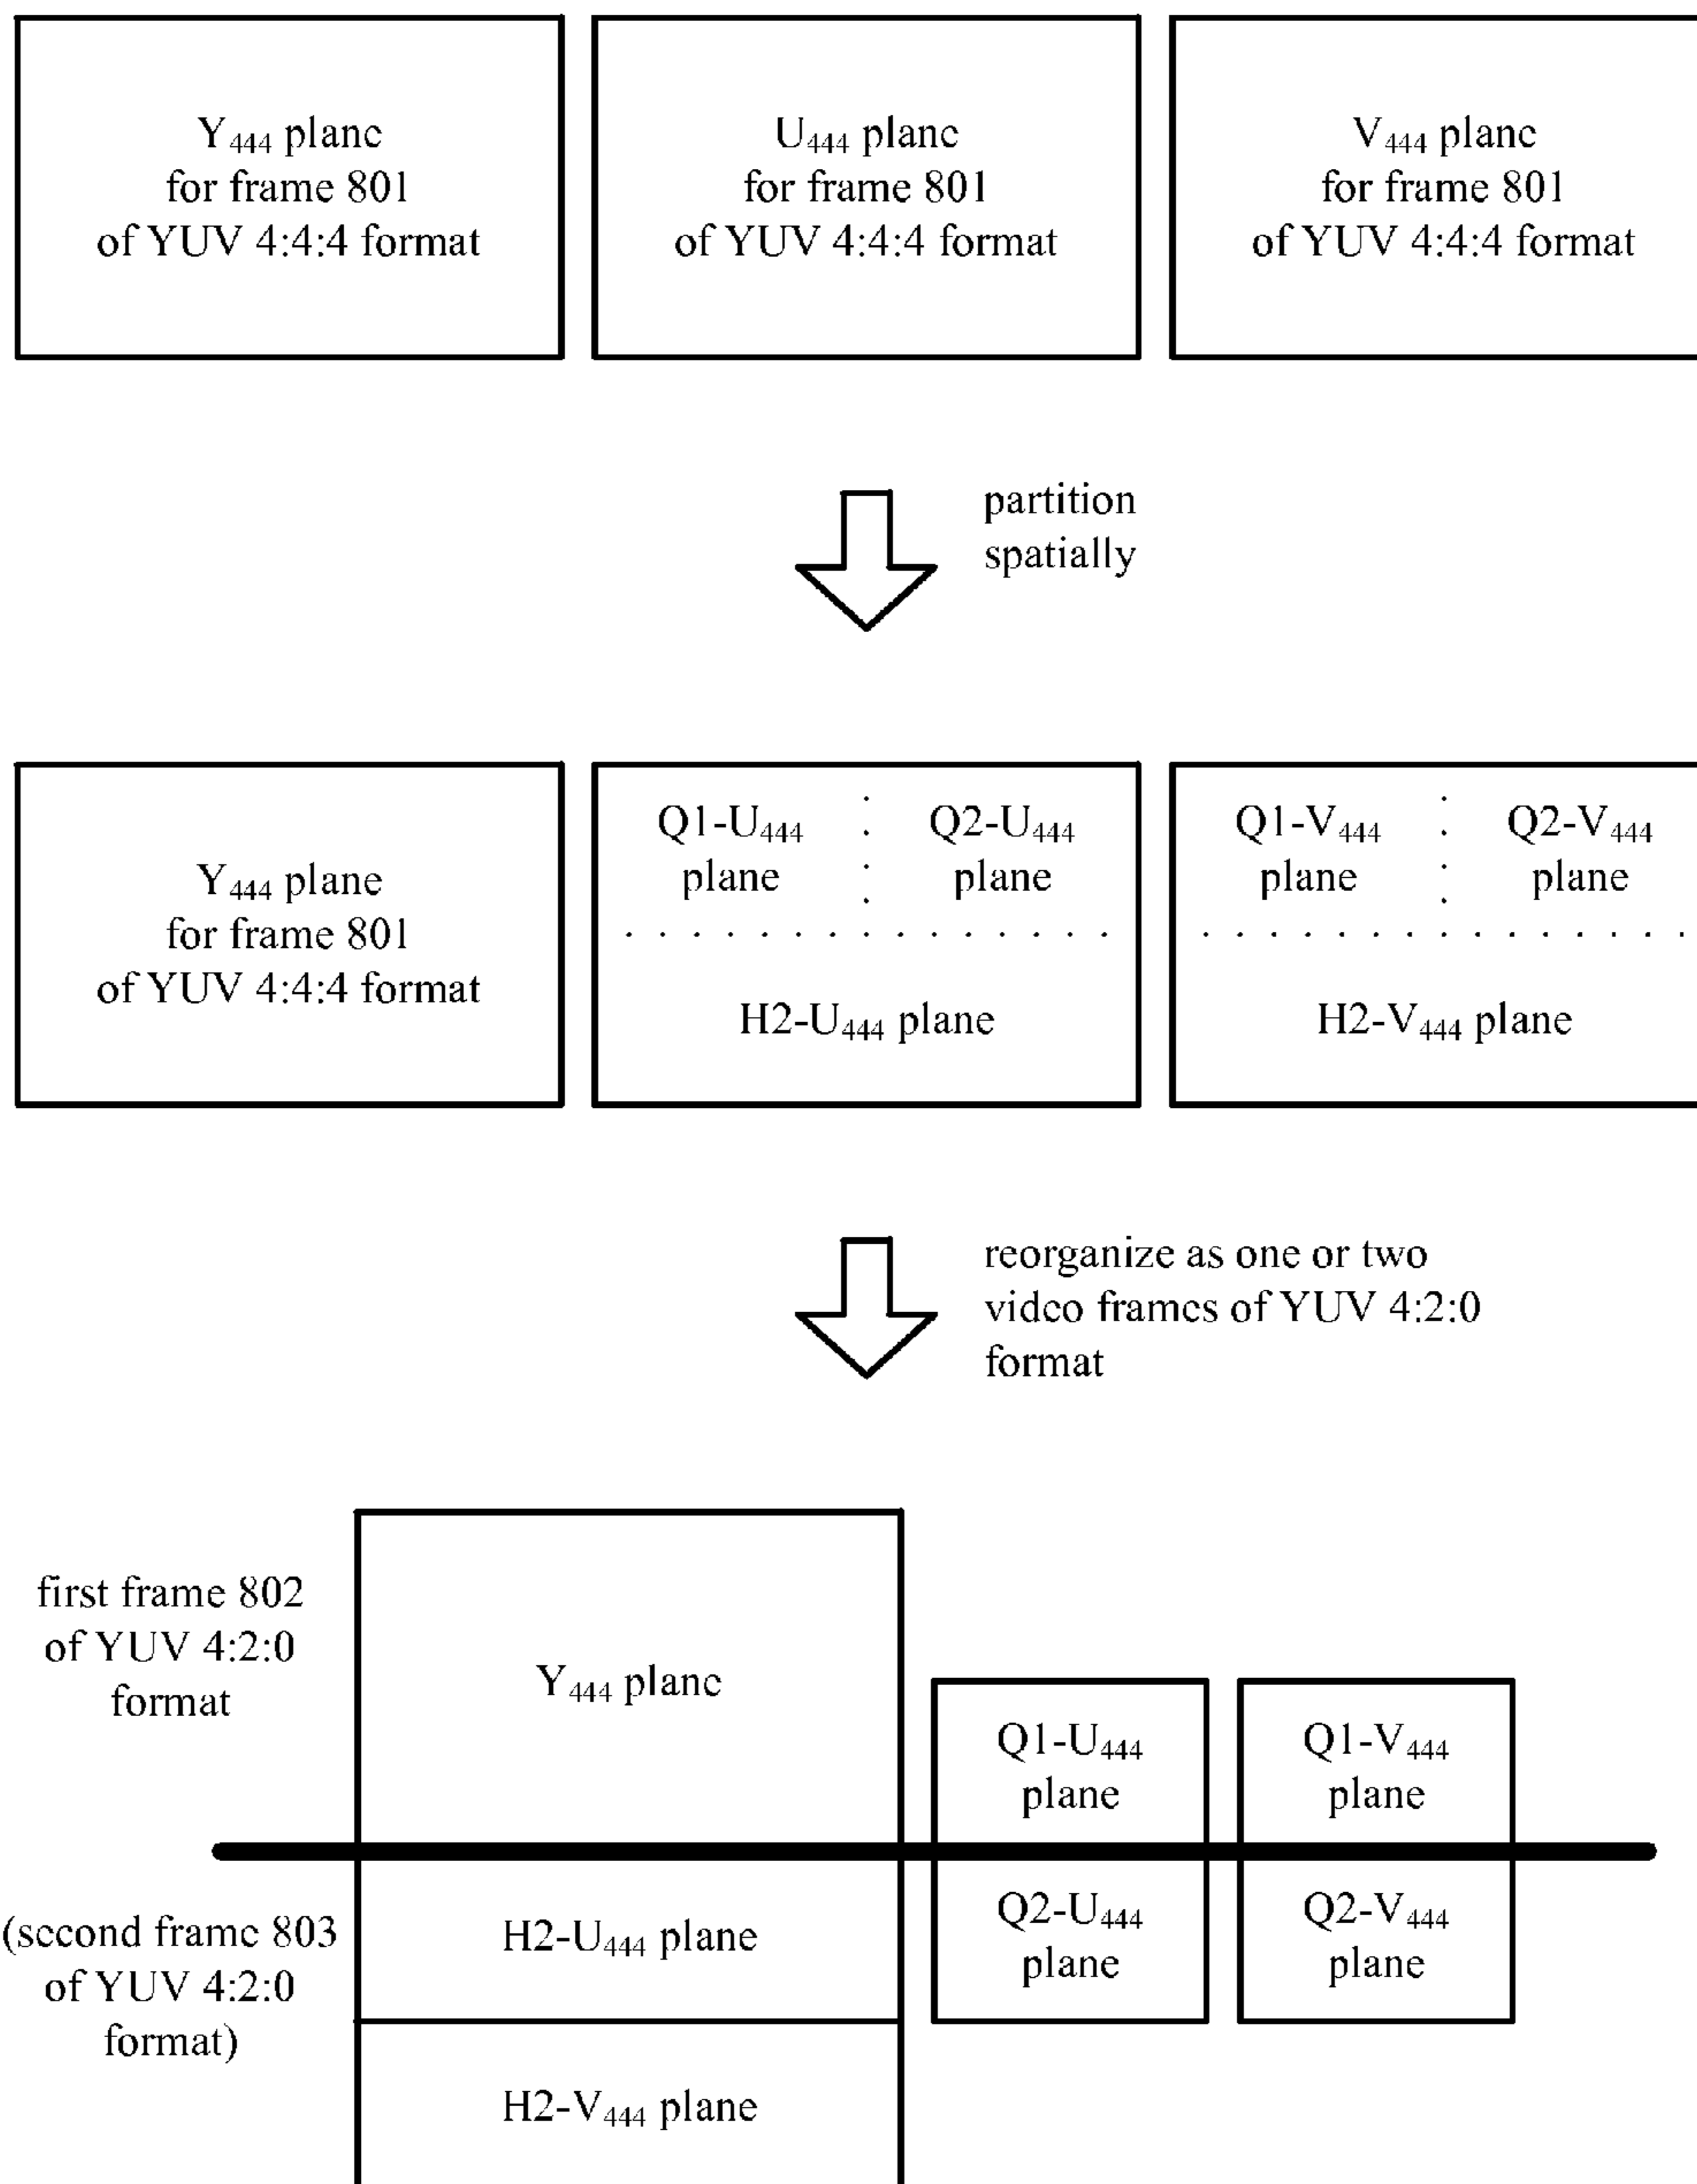 Y444 plane
for frame 801
of YUV 4:4:4 format
U444 plane
for frame 801
of YUV 4:4:4 format
V444 plane
for frame 801
of YUV 4:4:4 format
partition
spatially
Y444 plane
for frame 801
of YUV 4:4:4 format
Q1-U444
plane
Q2-U444
plane
H2-U444 plane
Q1-V444
plane
Q2-V444
plane
H2-V444 plane
reorganize as one or two
video frames of YUV 4:2:0
format
first frame 802
of YUV 4:2:0
format
Y444 plane
Q1-U444
plane
Q1-V444
plane
(second frame 803
of YUV 4:2:0
format)
H2-U444 plane
Q2-U444
plane
Q2-V444
plane
H2-V444 plane